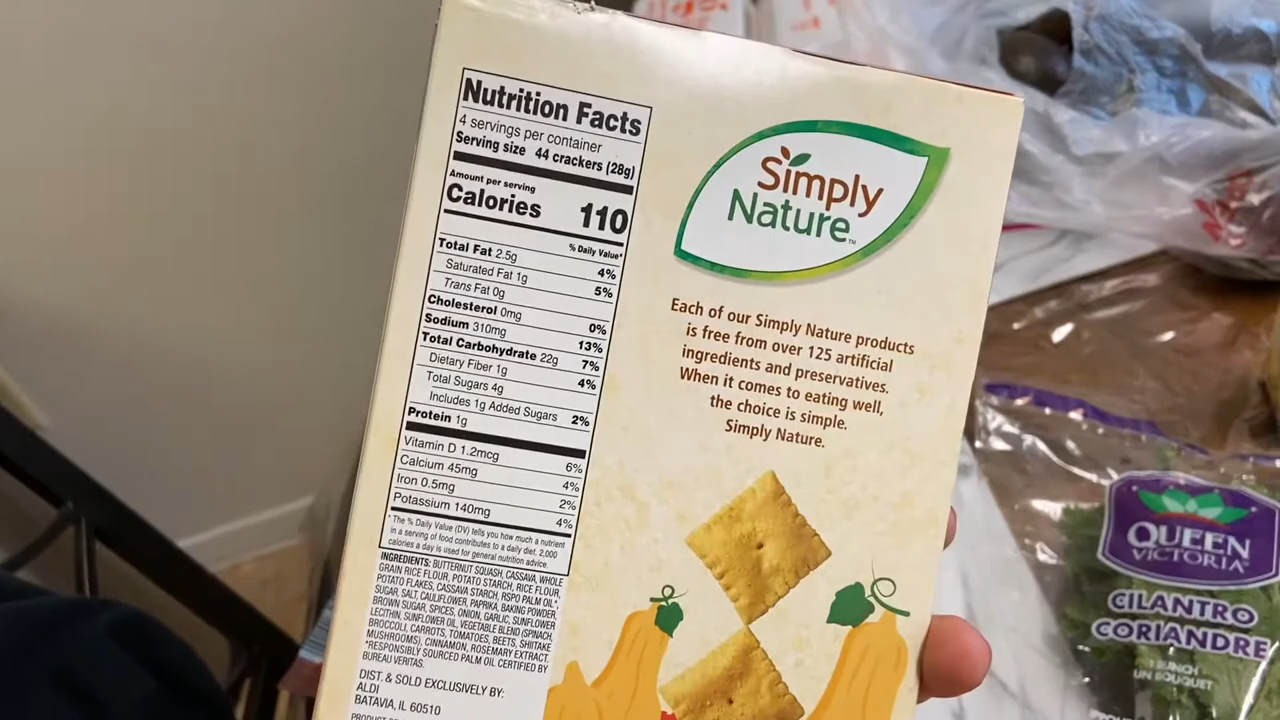 Nutrition Facts
4 servings per container
Serving size 44 crackers (28g)
Amount per serving
Calories 110
% Daily Value*
Total Fat 2.5g 4%
Saturated Fat 1g 5%
Trans Fat 0g
Cholesterol 0mg 0%
Sodium 310mg 13%
Total Carbohydrate 22g 7%
Dietary Fiber 1g 4%
Total Sugars 4g
Includes 1g Added Sugars 2%
Protein 1g
Vitamin D 1.2mcg 6%
Calcium 45mg 4%
Iron 0.5mg 2%
Potassium 140mg 4%
* The % Daily Value (DV) tells you how much a nutrient
in a serving of food contributes to a daily diet. 2,000
calories a day is used for general nutrition advice.
INGREDIENTS: BUTTERNUT SQUASH, CASSAVA, WHOLE
GRAIN RICE FLOUR, POTATO STARCH, RICE FLOUR,
POTATO FLAKES, CASSAVA STARCH, RSPO PALM OIL*,
SUGAR, SALT, CAULIFLOWER, PAPRIKA, BAKING POWDER,
BROWN SUGAR, SPICES, ONION, GARLIC, SUNFLOWER
LECITHIN, SUNFLOWER OIL, VEGETABLE BLEND (SPINACH,
BROCCOLI, CARROTS, TOMATOES, BEETS, SHIITAKE
MUSHROOMS), CINNAMON, ROSEMARY EXTRACT.
*RESPONSIBLY SOURCED PALM OIL CERTIFIED BY
BUREAU VERITAS.
DIST. & SOLD EXCLUSIVELY BY:
ALDI
BATAVIA, IL 60510
Simply
Nature™
Each of our Simply Nature products
is free from over 125 artificial
ingredients and preservatives.
When it comes to eating well,
the choice is simple.
Simply Nature.
QUEEN
VICTORIA
CILANTRO
CORIANDRE
1 BUNCH
UN BOUQUET